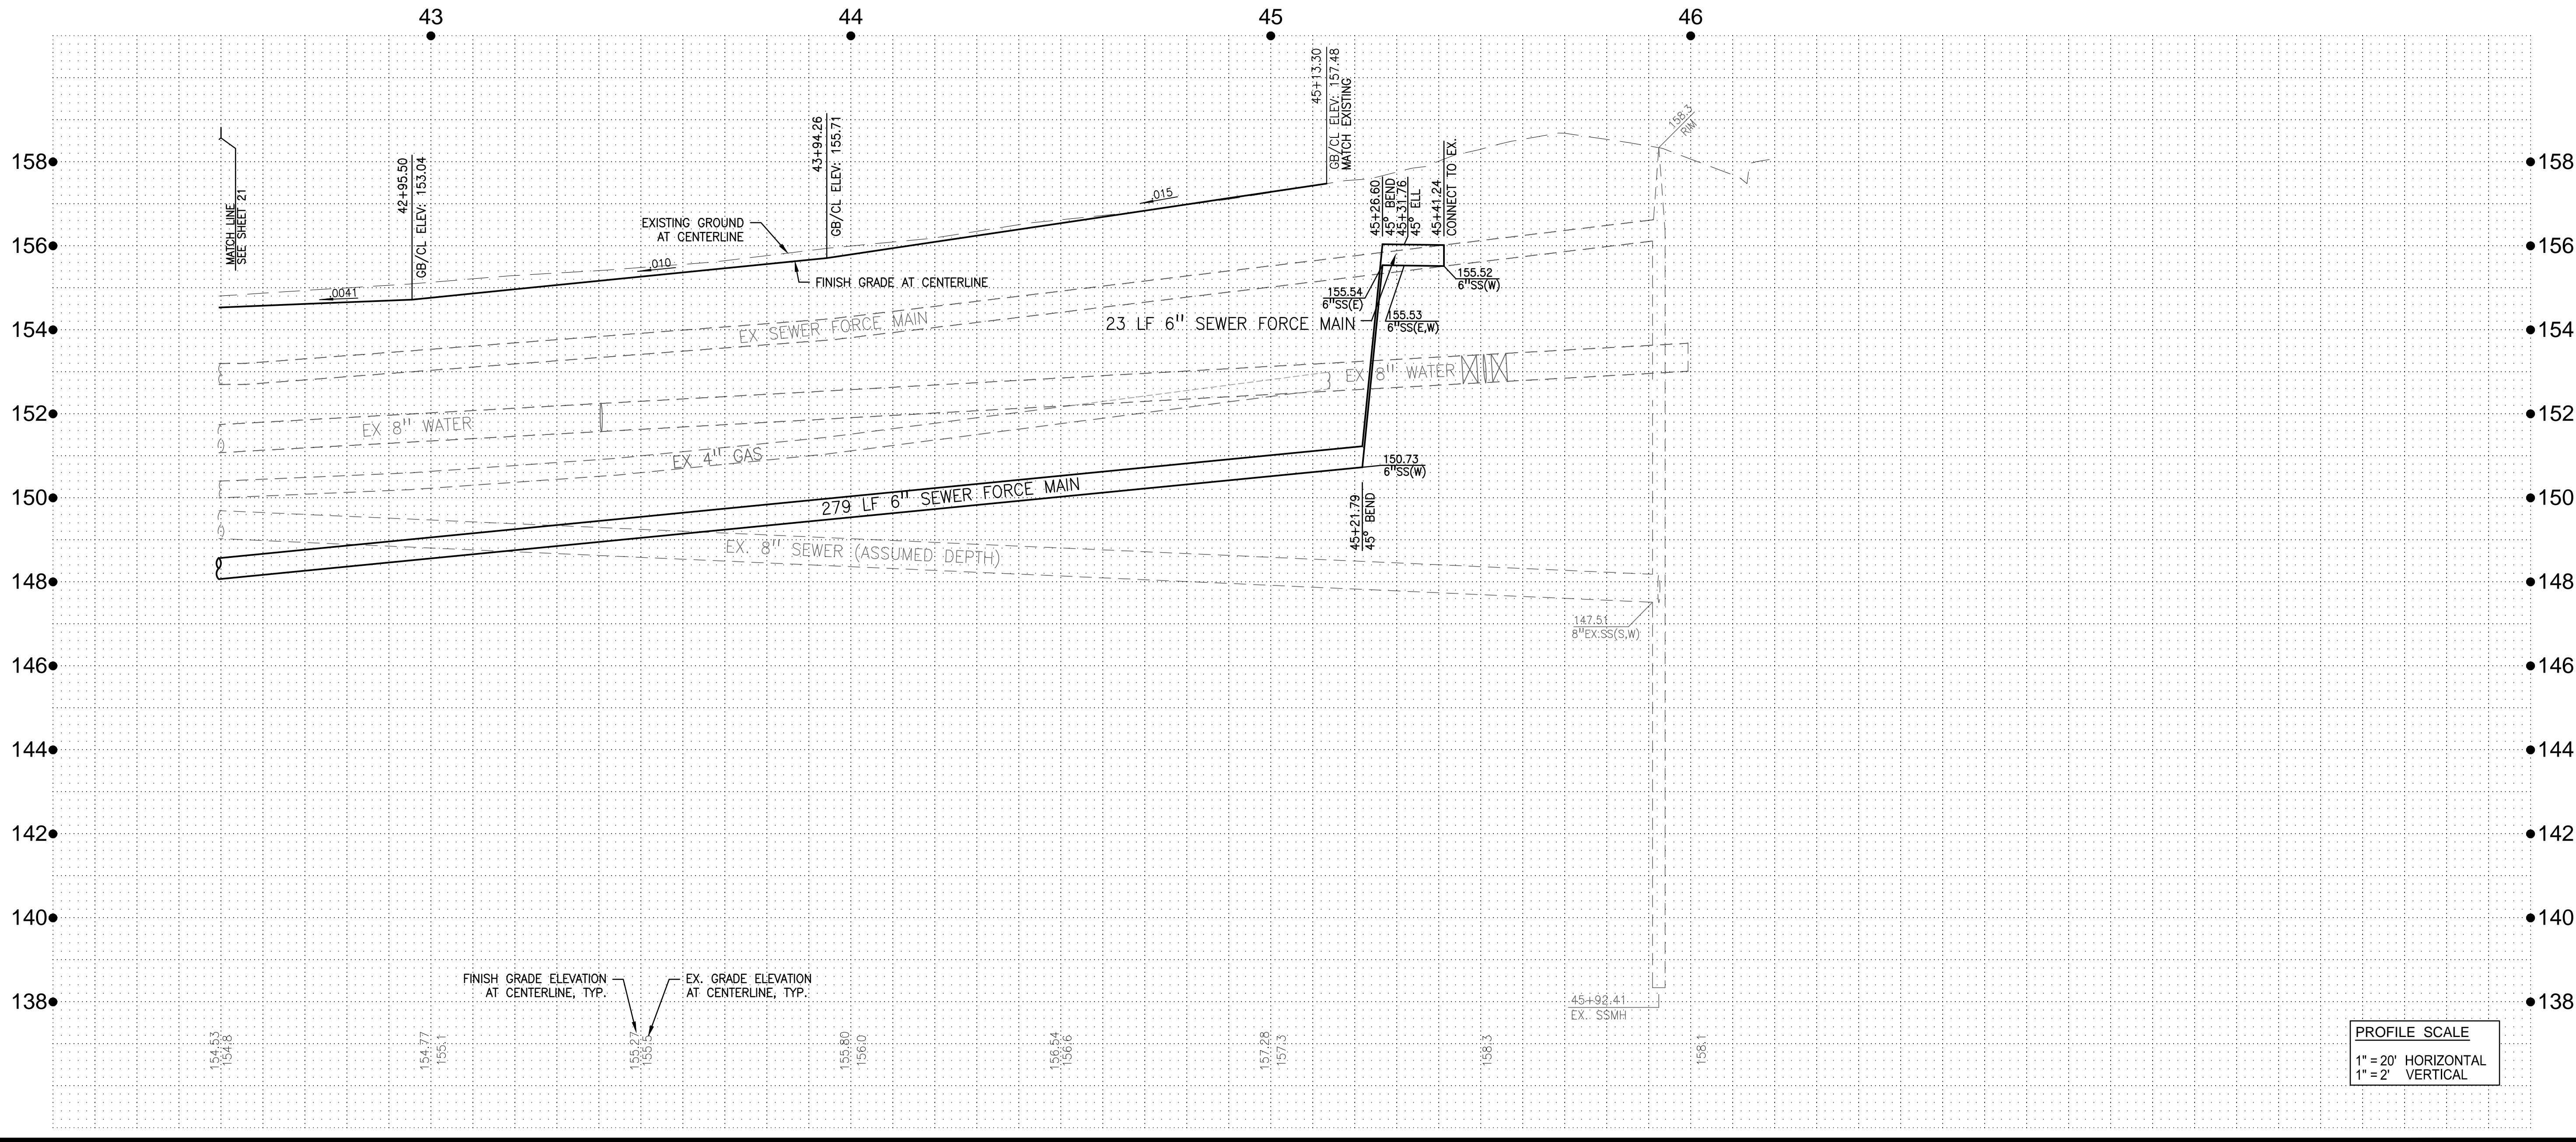 43
44
45
46
158
156
154
152
150
148
146
144
142
140
138
158
156
154
152
150
148
146
144
142
140
138
MATCH LINE
SEE SHEET 21
42+95.50
GB/CL ELEV: 153.04
43+94.26
GB/CL ELEV: 155.71
45+13.30
GB/CL ELEV: 157.48
MATCH EXISTING
158.3
RIM
45+26.60
45° BEND
45+31.76
45° ELL
45+41.24
CONNECT TO EX.
.0041
.010
.015
EXISTING GROUND
AT CENTERLINE
FINISH GRADE AT CENTERLINE
155.54
6"SS(E)
155.52
6"SS(W)
155.53
6"SS(E,W)
23 LF 6" SEWER FORCE MAIN
EX SEWER FORCE MAIN
EX 8" WATER
EX 8" WATER
EX 4" GAS
150.73
6"SS(W)
279 LF 6" SEWER FORCE MAIN
45+21.79
45° BEND
EX. 8" SEWER (ASSUMED DEPTH)
147.51
8"EX.SS(S,W)
FINISH GRADE ELEVATION
AT CENTERLINE, TYP.
EX. GRADE ELEVATION
AT CENTERLINE, TYP.
45+92.41
EX. SSMH
154.53
154.8
154.77
155.1
155.27
155.5
155.80
156.0
156.54
156.6
157.28
157.3
158.3
158.1
PROFILE SCALE
1" = 20' HORIZONTAL
1" = 2' VERTICAL